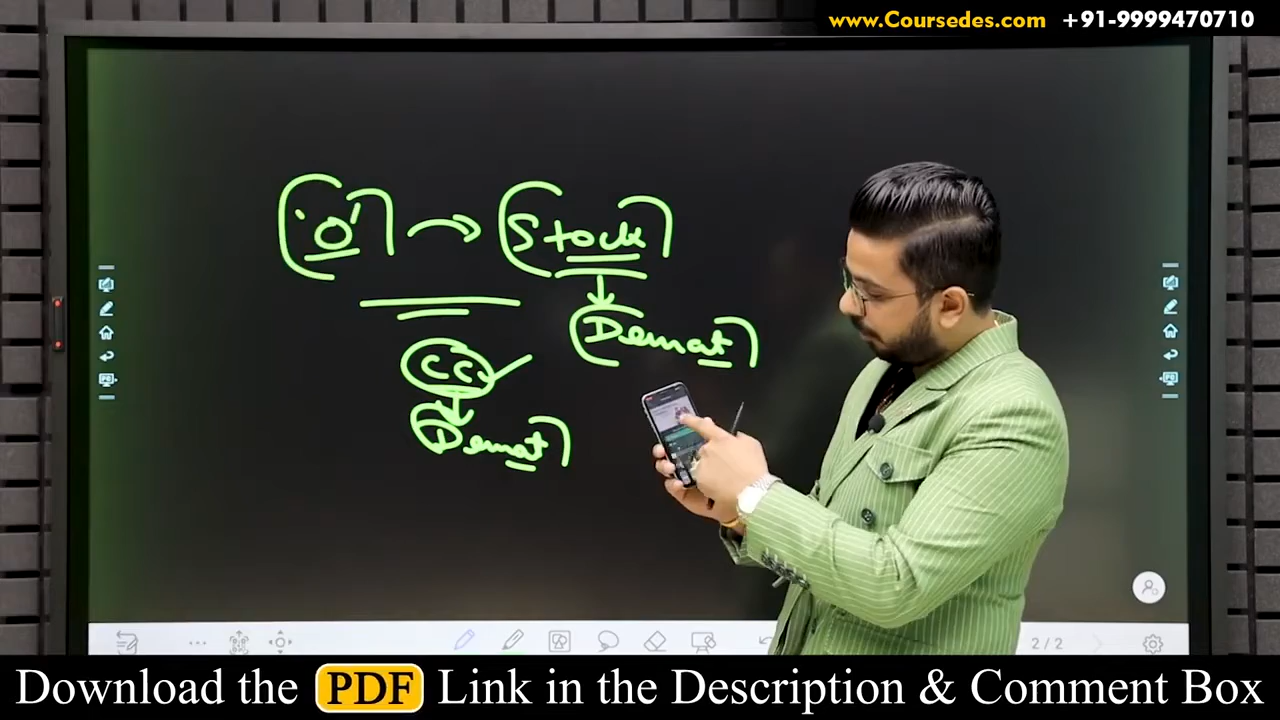 www.Coursedes.com +91-9999470710
'O' → Stock
Demat
CC
Demat
2 / 2
Download the PDF Link in the Description & Comment Box